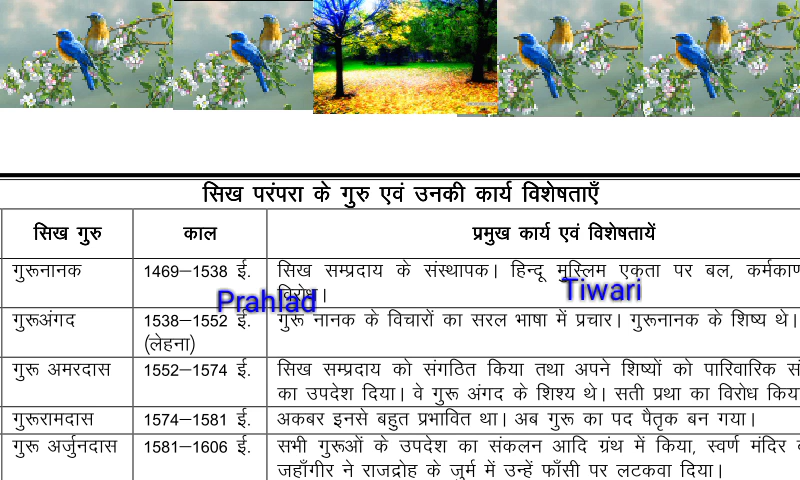 सिख परंपरा के गुरु एवं उनकी कार्य विशेषताएँ
सिख गुरु काल प्रमुख कार्य एवं विशेषतायें
गुरूनानक 1469–1538 ई. सिख सम्प्रदाय के संस्थापक। हिन्दू मुस्लिम एकता पर बल,
विरोध।
Prahlad Tiwari
गुरूअंगद 1538–1552 ई. गुरू नानक के विचारों का सरल भाषा में प्रचार। गुरूनानक के शिष्य थे।
(लेहना)
गुरू अमरदास 1552–1574 ई. सिख सम्प्रदाय को संगठित किया तथा अपने शिष्यों को पारिवारिक
का उपदेश दिया। वे गुरू अंगद के शिश्य थे। सती प्रथा का विरोध
गुरूरामदास 1574–1581 ई. अकबर इनसे बहुत प्रभावित था। अब गुरू का पद पैतृक बन गया।
गुरू अर्जुनदास 1581–1606 ई. सभी गुरूओं के उपदेश का संकलन आदि ग्रंथ में किया, स्वर्ण मंदिर
जहाँगीर ने राजद्रोह के जुर्म में उन्हें फाँसी पर लटकवा दिया।